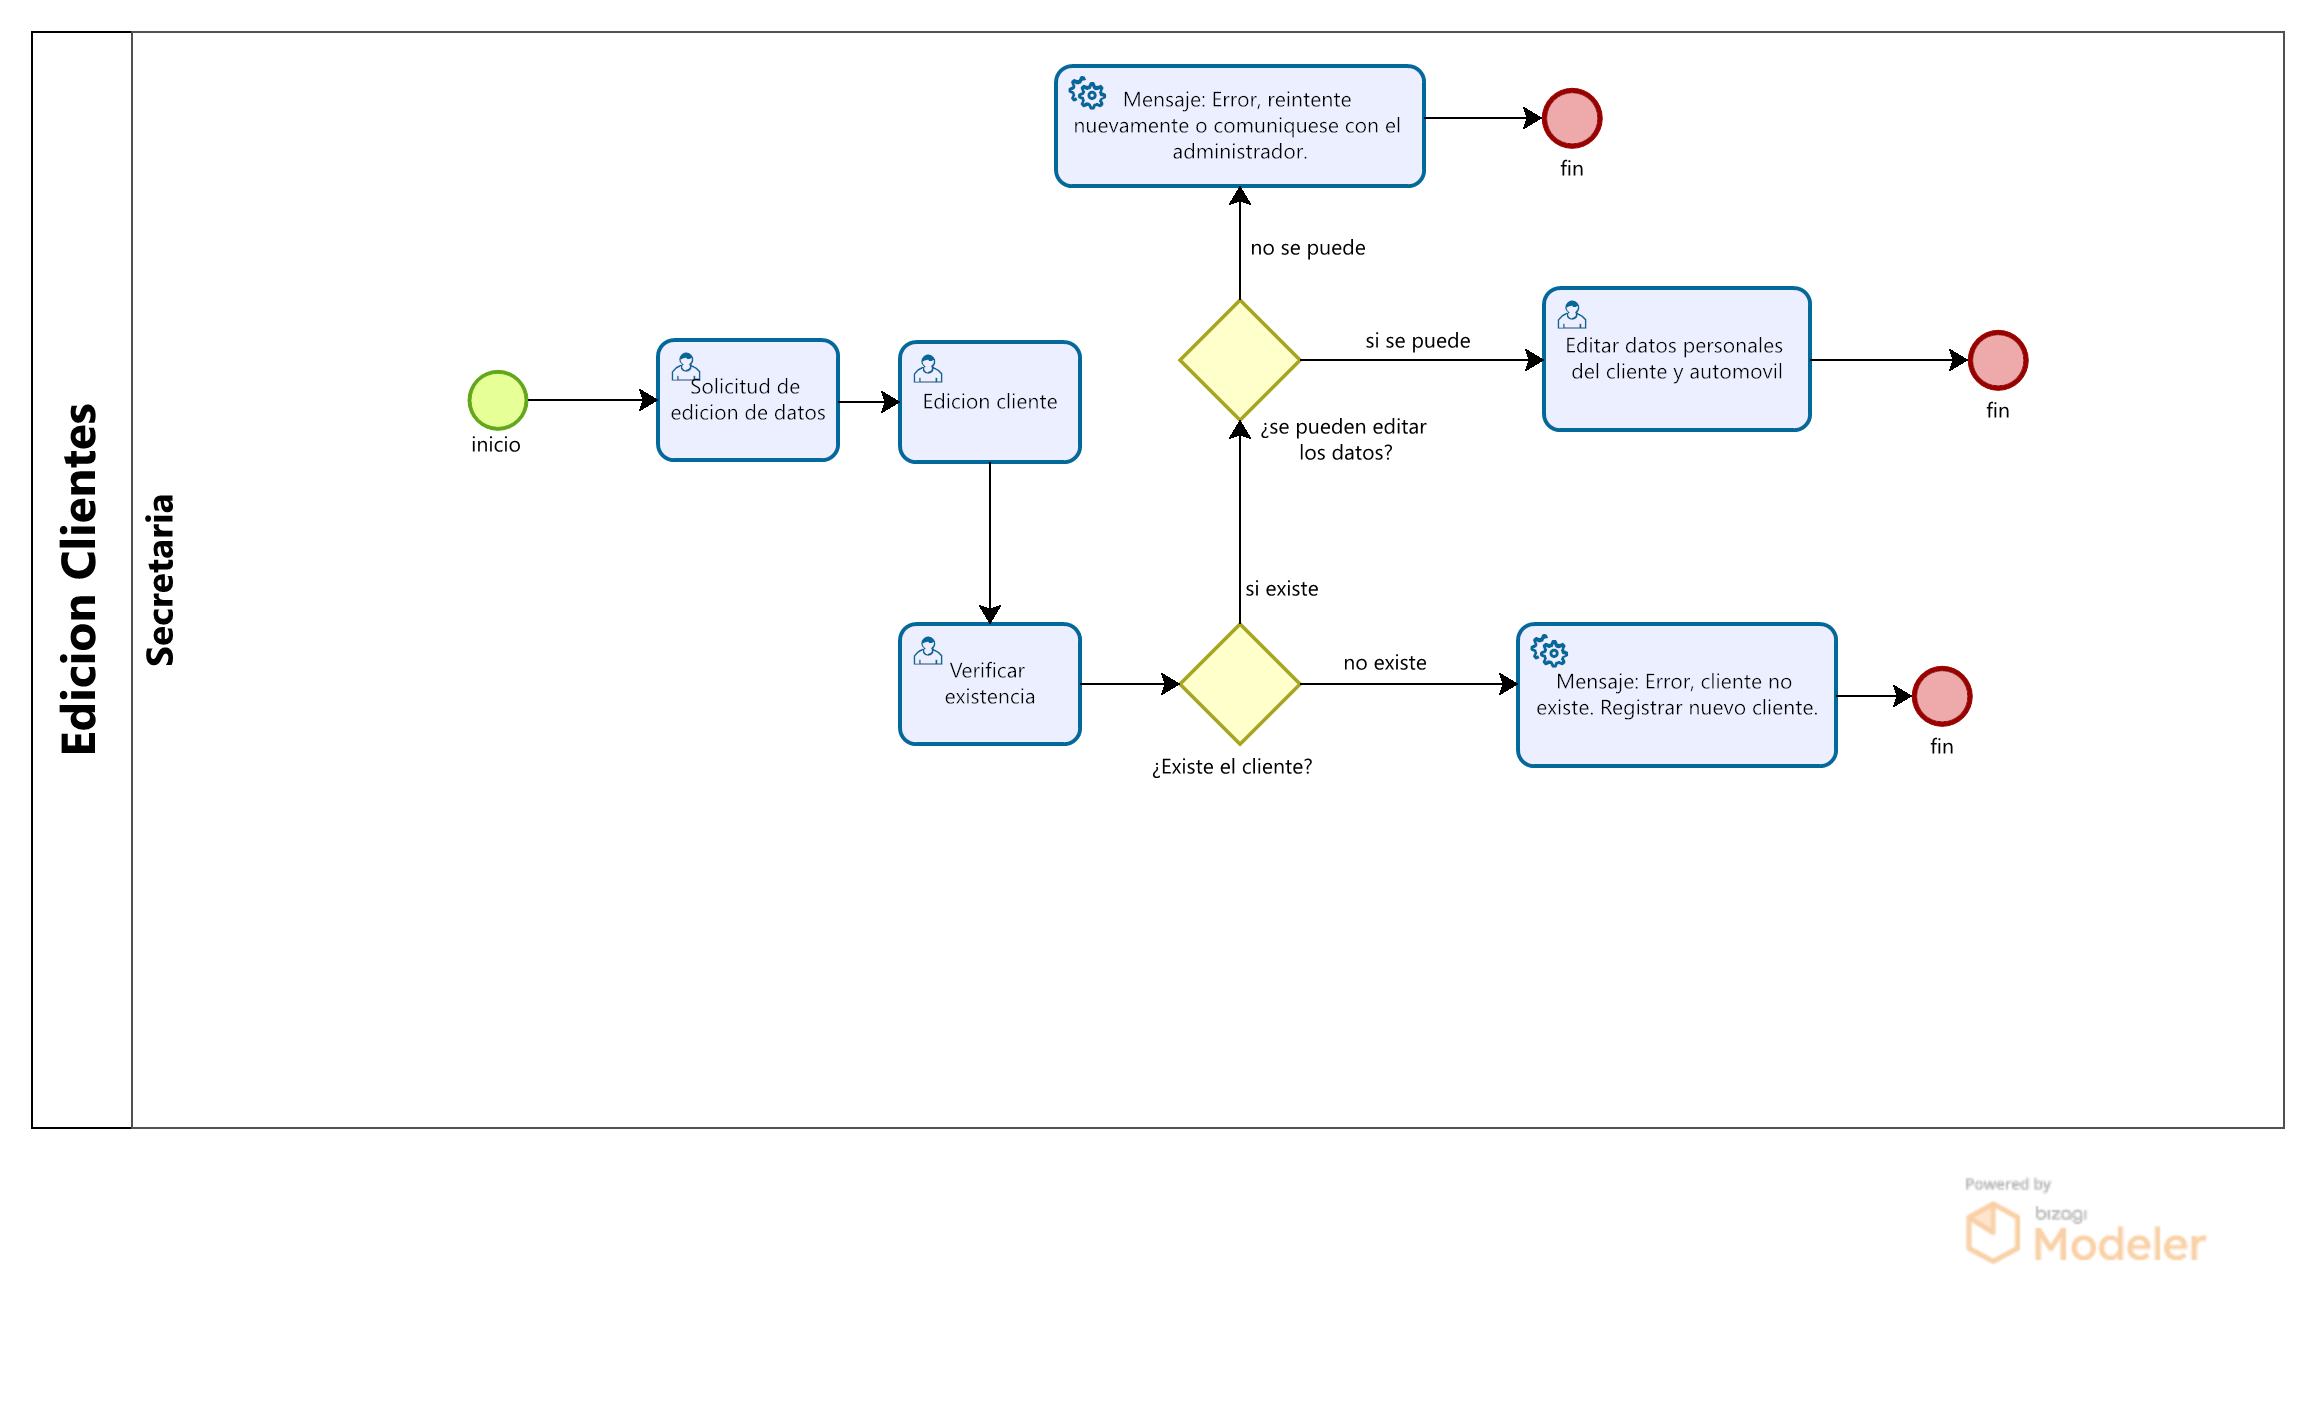 Edicion Clientes
Secretaria
inicio
Solicitud de
edicion de datos
Edicion cliente
Verificar
existencia
¿Existe el cliente?
si existe
no existe
Mensaje: Error, cliente no
existe. Registrar nuevo cliente.
fin
¿se pueden editar
los datos?
si se puede
Editar datos personales
del cliente y automovil
fin
no se puede
Mensaje: Error, reintente
nuevamente o comuniquese con el
administrador.
fin
Powered by
bizagi
Modeler